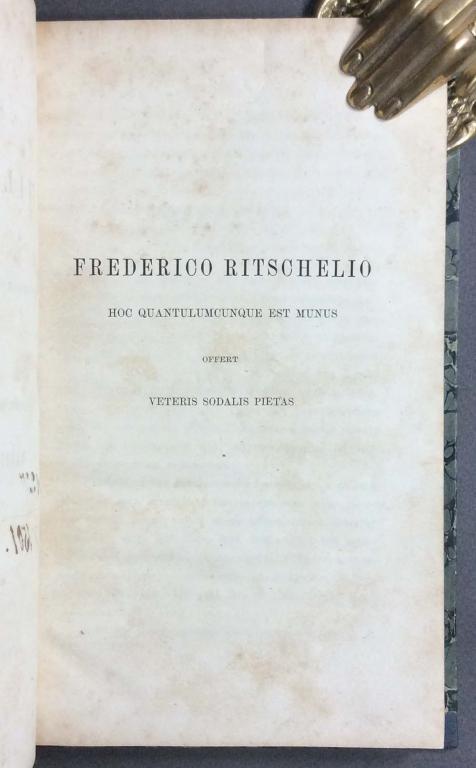 FREDERICO RITSCHELIO
HOC QUANTULUMCUNQUE EST MUNUS
OFFERT
VETERIS SODALIS PIETAS